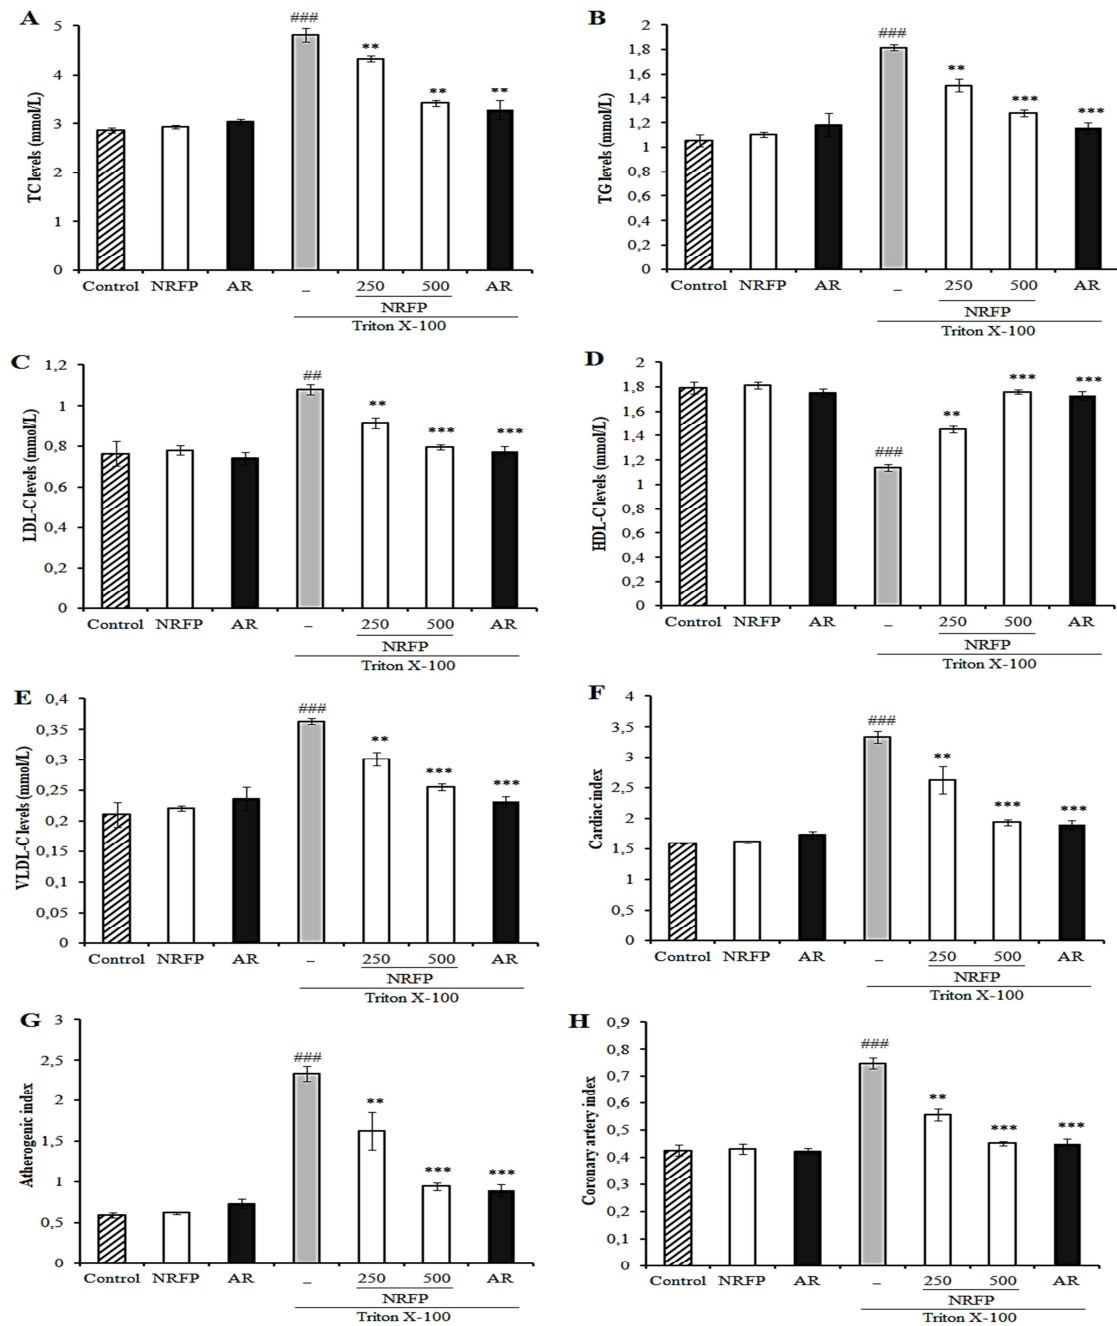 A
TC levels (mmol/L)
5
4
3
2
1
0
###
**
**
**
Control NRFP AR _ 250 500 AR
NRFP
Triton X-100
B
TG levels (mmol/L)
2
1,8
1,6
1,4
1,2
1
0,8
0,6
0,4
0,2
0
###
**
***
***
Control NRFP AR _ 250 500 AR
NRFP
Triton X-100
C
LDL-C levels (mmol/L)
1,2
1
0,8
0,6
0,4
0,2
0
##
**
***
***
Control NRFP AR _ 250 500 AR
NRFP
Triton X-100
D
HDL-C levels (mmol/L)
2
1,8
1,6
1,4
1,2
1
0,8
0,6
0,4
0,2
0
###
**
***
***
Control NRFP AR _ 250 500 AR
NRFP
Triton X-100
E
VLDL-C levels (mmol/L)
0,4
0,35
0,3
0,25
0,2
0,15
0,1
0,05
0
###
**
***
***
Control NRFP AR _ 250 500 AR
NRFP
Triton X-100
F
Cardiac index
4
3,5
3
2,5
2
1,5
1
0,5
0
###
**
***
***
Control NRFP AR _ 250 500 AR
NRFP
Triton X-100
G
Atherogenic index
3
2,5
2
1,5
1
0,5
0
###
**
***
***
Control NRFP AR _ 250 500 AR
NRFP
Triton X-100
H
Coronary artery index
0,9
0,8
0,7
0,6
0,5
0,4
0,3
0,2
0,1
0
###
**
***
***
Control NRFP AR _ 250 500 AR
NRFP
Triton X-100